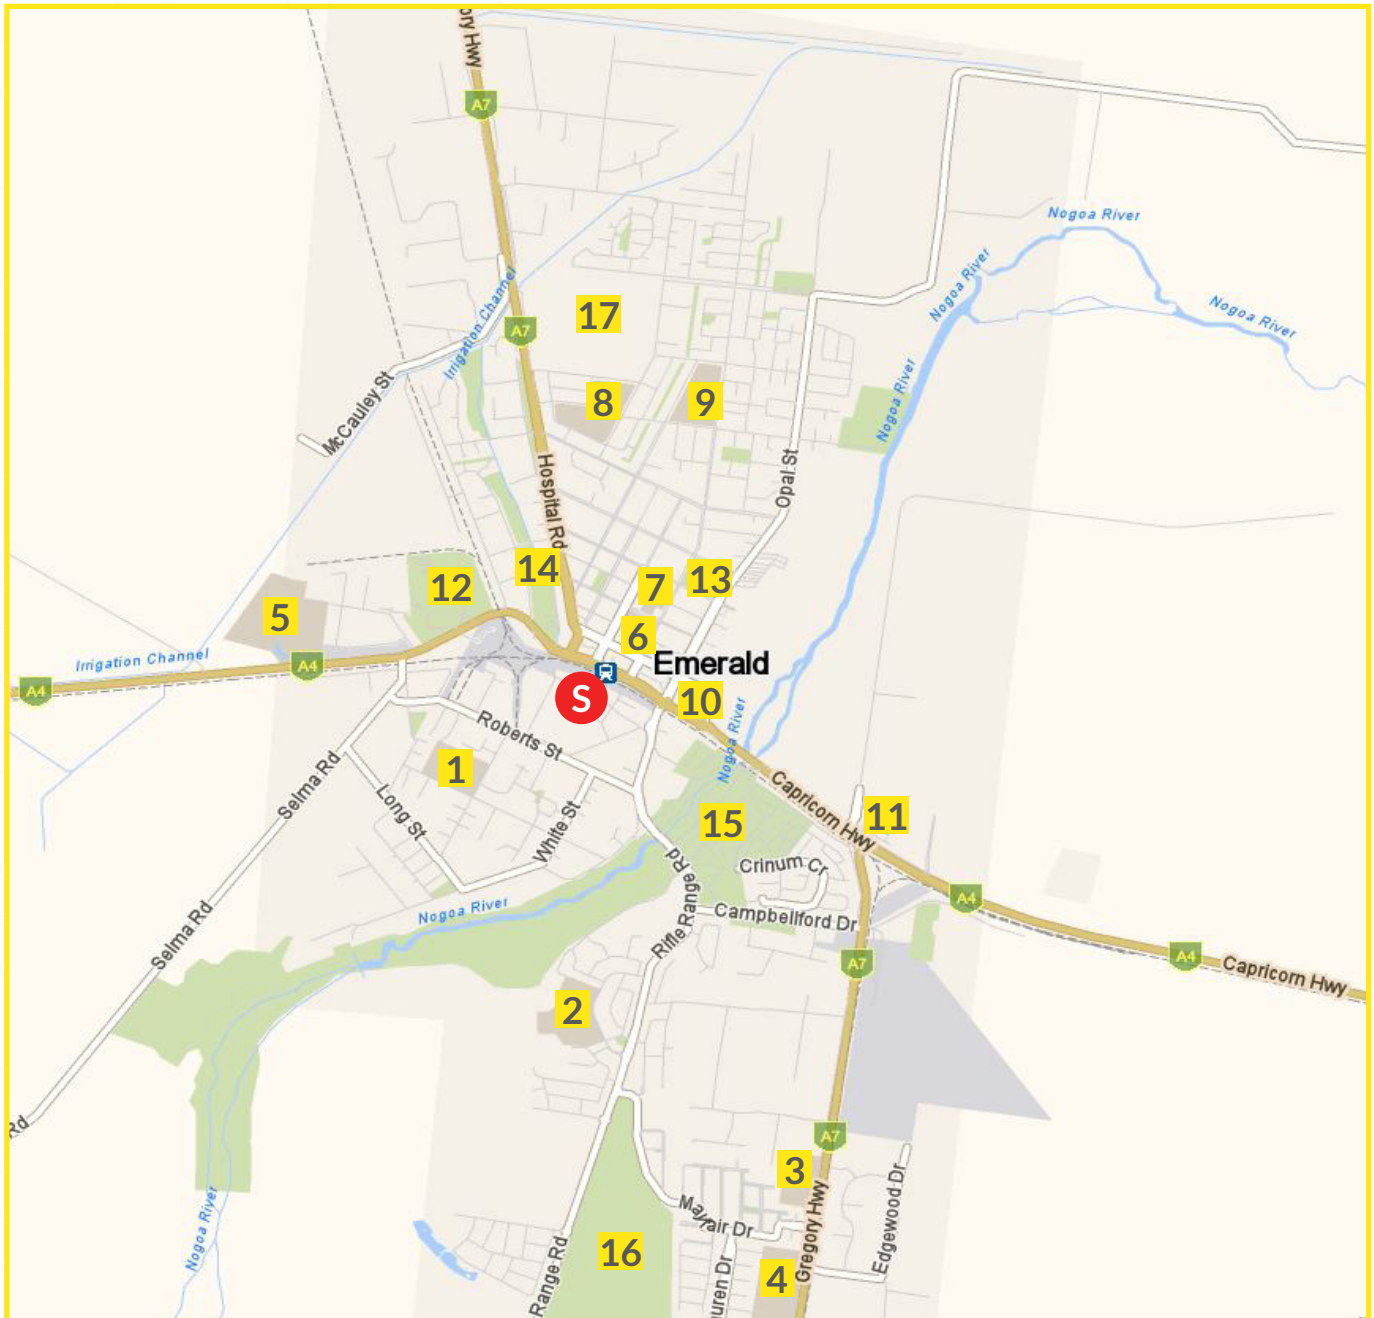 ory Hwy
A7
Nogoa River
Nogoa River
Nogoa River
Irrigation Channel
17
A7
Nogoa River
McCauley St
8
9
Opal St
Hospital Rd
14
7
13
12
5
6
Irrigation Channel
A4
A4
Emerald
S
10
Nogoa River
Roberts St
1
Selma Rd
Long St
White St
Capricorn Hwy
15
11
Rifle Range Rd
Crinum Cr
Campbellford Dr
A4
Nogoa River
Selma Rd
A7
A4
Capricorn Hwy
2
Rd
A7
3
Nogoa River
Mayfair Dr
Gregory Hwy
Edgewood Dr
16
4
Range Rd
uren Dr